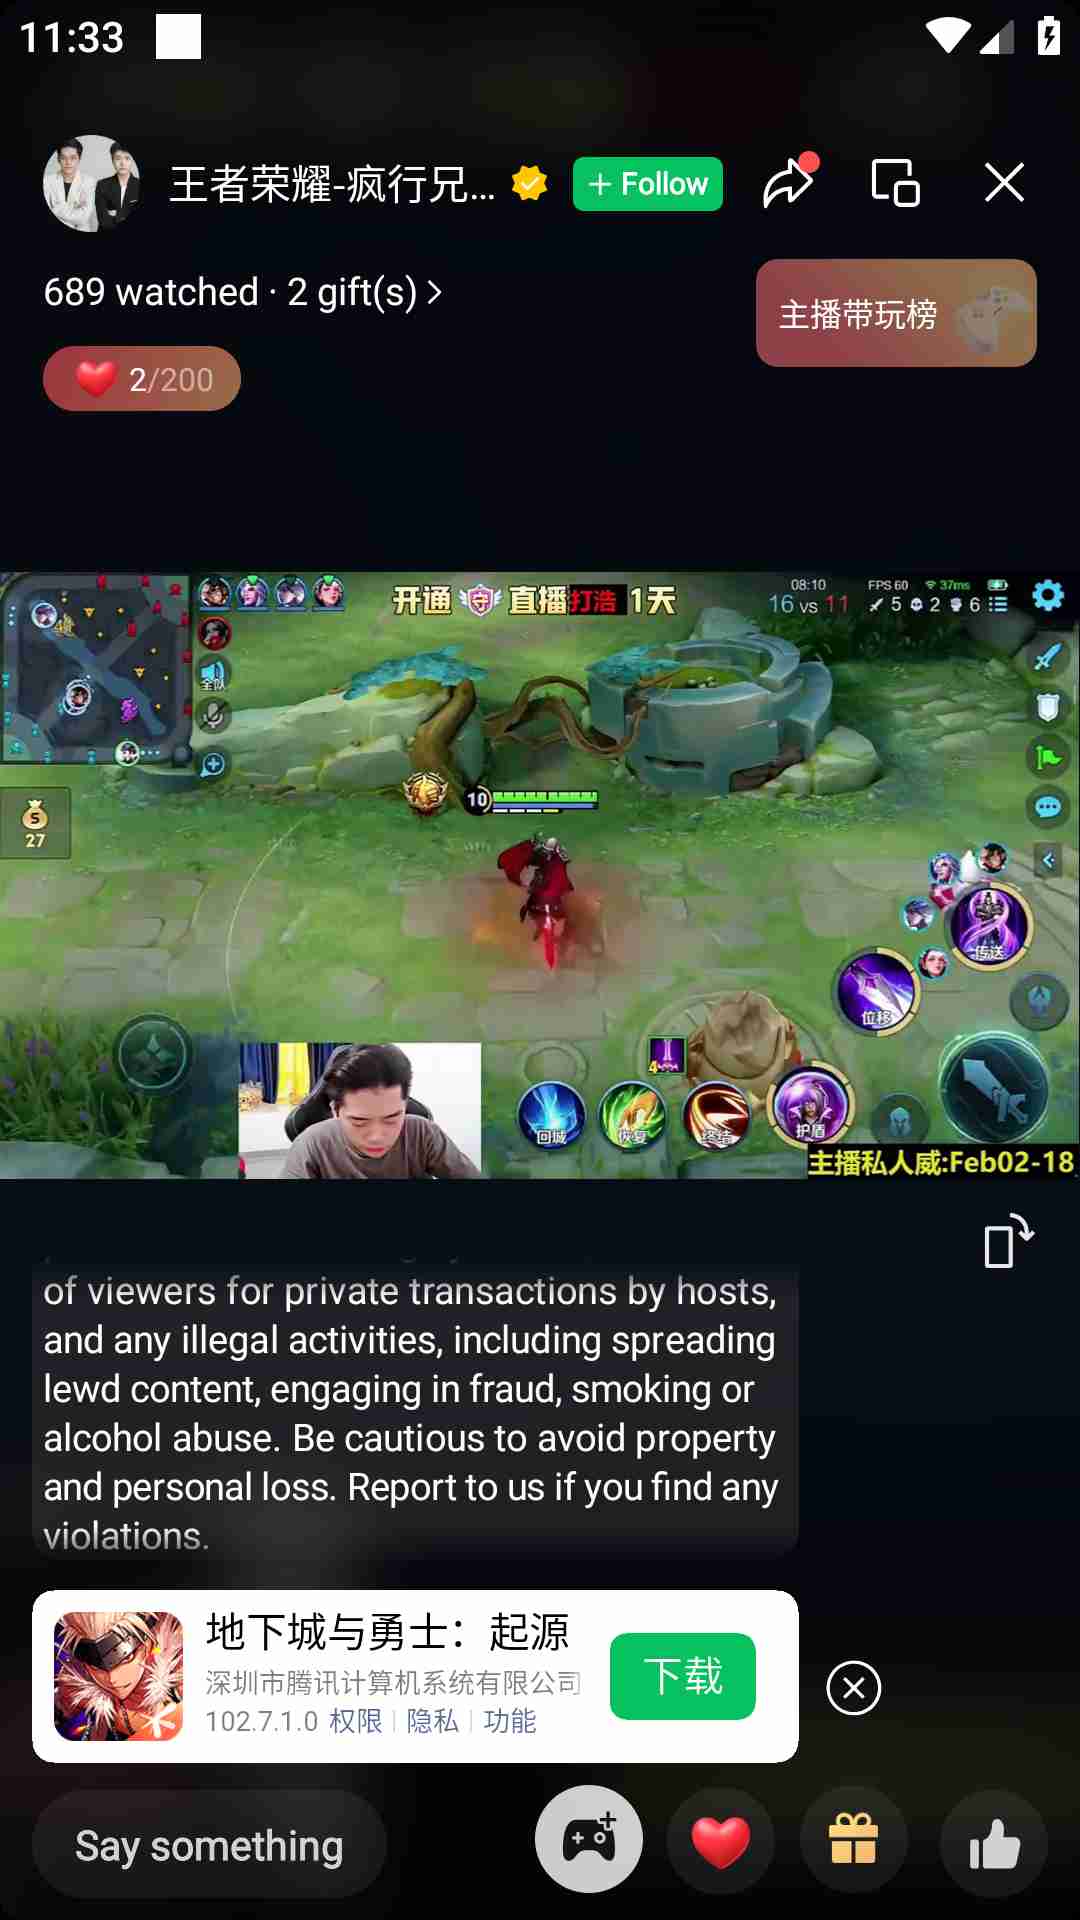 11:33
王者荣耀-疯行兄...
+ Follow
689 watched · 2 gift(s) >
主播带玩榜
2/200
开通 守 直播打浩 1天
08:10
16 vs 11
FPS 60
37ms
5 2 6
全队
10
27
传送
位移
4
回城
恢复
终结
护盾
主播私人威:Feb02-18
of viewers for private transactions by hosts,
and any illegal activities, including spreading
lewd content, engaging in fraud, smoking or
alcohol abuse. Be cautious to avoid property
and personal loss. Report to us if you find any
violations.
地下城与勇士：起源
深圳市腾讯计算机系统有限公司
102.7.1.0 权限 | 隐私 | 功能
下载
Say something